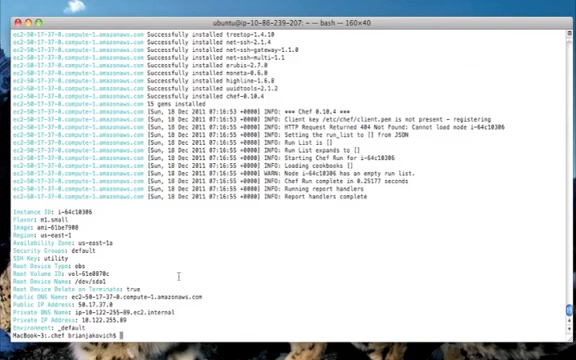 ubuntu@ip-10-86-239-207: ~ — bash — 160×40
ec2-50-17-37-0.compute-1.amazonaws.com Successfully installed treetop-1.4.10
ec2-50-17-37-0.compute-1.amazonaws.com Successfully installed net-ssh-2.1.4
ec2-50-17-37-0.compute-1.amazonaws.com Successfully installed net-ssh-gateway-1.1.0
ec2-50-17-37-0.compute-1.amazonaws.com Successfully installed net-ssh-multi-1.1
ec2-50-17-37-0.compute-1.amazonaws.com Successfully installed erubis-2.7.0
ec2-50-17-37-0.compute-1.amazonaws.com Successfully installed moneta-0.6.0
ec2-50-17-37-0.compute-1.amazonaws.com Successfully installed highline-1.6.8
ec2-50-17-37-0.compute-1.amazonaws.com Successfully installed uuidtools-2.1.2
ec2-50-17-37-0.compute-1.amazonaws.com Successfully installed chef-0.10.4
ec2-50-17-37-0.compute-1.amazonaws.com 15 gems installed
ec2-50-17-37-0.compute-1.amazonaws.com [Sun, 18 Dec 2011 07:16:53 +0000] INFO: *** Chef 0.10.4 ***
ec2-50-17-37-0.compute-1.amazonaws.com [Sun, 18 Dec 2011 07:16:53 +0000] INFO: Client key /etc/chef/client.pem is not present - registering
ec2-50-17-37-0.compute-1.amazonaws.com [Sun, 18 Dec 2011 07:16:55 +0000] INFO: HTTP Request Returned 404 Not Found: Cannot load node i-64c10306
ec2-50-17-37-0.compute-1.amazonaws.com [Sun, 18 Dec 2011 07:16:55 +0000] INFO: Setting the run_list to [] from JSON
ec2-50-17-37-0.compute-1.amazonaws.com [Sun, 18 Dec 2011 07:16:55 +0000] INFO: Run List is []
ec2-50-17-37-0.compute-1.amazonaws.com [Sun, 18 Dec 2011 07:16:55 +0000] INFO: Run List expands to []
ec2-50-17-37-0.compute-1.amazonaws.com [Sun, 18 Dec 2011 07:16:55 +0000] INFO: Starting Chef Run for i-64c10306
ec2-50-17-37-0.compute-1.amazonaws.com [Sun, 18 Dec 2011 07:16:55 +0000] INFO: Loading cookbooks []
ec2-50-17-37-0.compute-1.amazonaws.com [Sun, 18 Dec 2011 07:16:55 +0000] WARN: Node i-64c10306 has an empty run list.
ec2-50-17-37-0.compute-1.amazonaws.com [Sun, 18 Dec 2011 07:16:55 +0000] INFO: Chef Run complete in 0.25177 seconds
ec2-50-17-37-0.compute-1.amazonaws.com [Sun, 18 Dec 2011 07:16:55 +0000] INFO: Running report handlers
ec2-50-17-37-0.compute-1.amazonaws.com [Sun, 18 Dec 2011 07:16:55 +0000] INFO: Report handlers complete
Instance ID: i-64c10306
Flavor: m1.small
Image: ami-61be7908
Region: us-east-1
Availability Zone: us-east-1a
Security Groups: default
SSH Key: utility
Root Device Type: ebs
Root Volume ID: vol-61e0870c
Root Device Name: /dev/sda1
Root Device Delete on Terminate: true
Public DNS Name: ec2-50-17-37-0.compute-1.amazonaws.com
Public IP Address: 50.17.37.0
Private DNS Name: ip-10-122-255-89.ec2.internal
Private IP Address: 10.122.255.89
Environment: _default
MacBook-3:.chef brianjakovich$